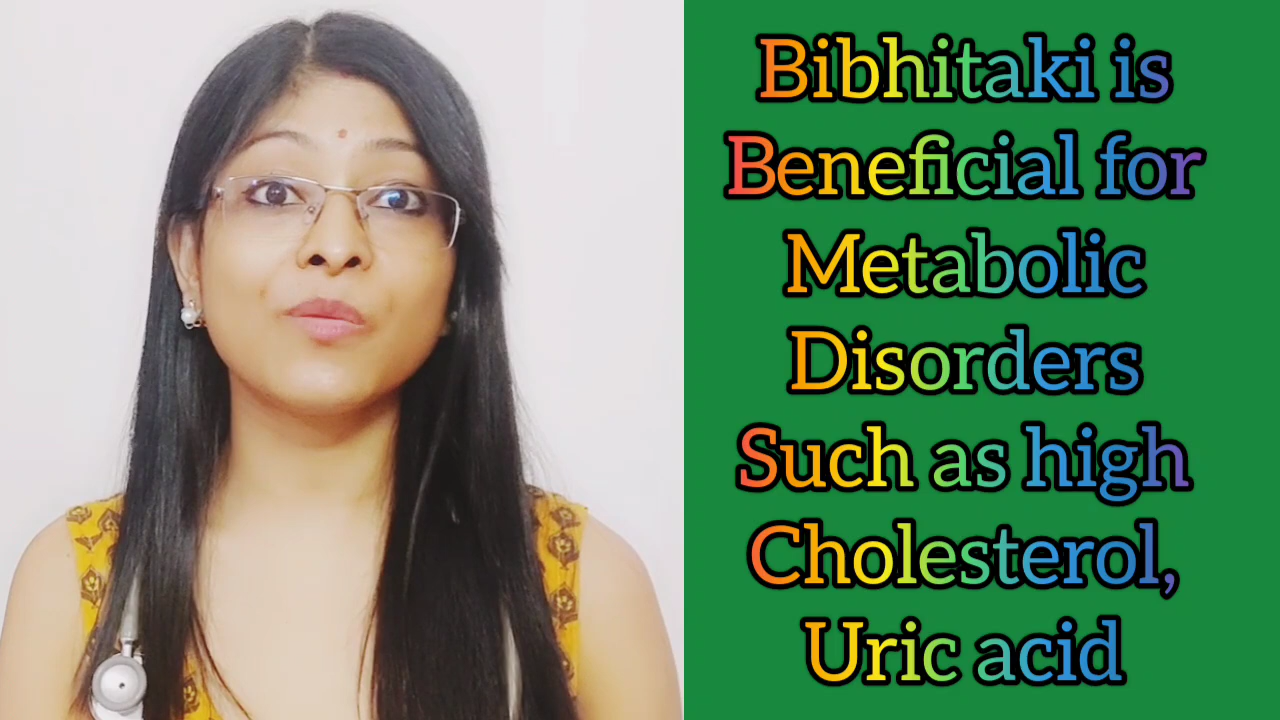 Bibhitaki is
Beneficial for
Metabolic
Disorders
Such as high
Cholesterol,
Uric acid